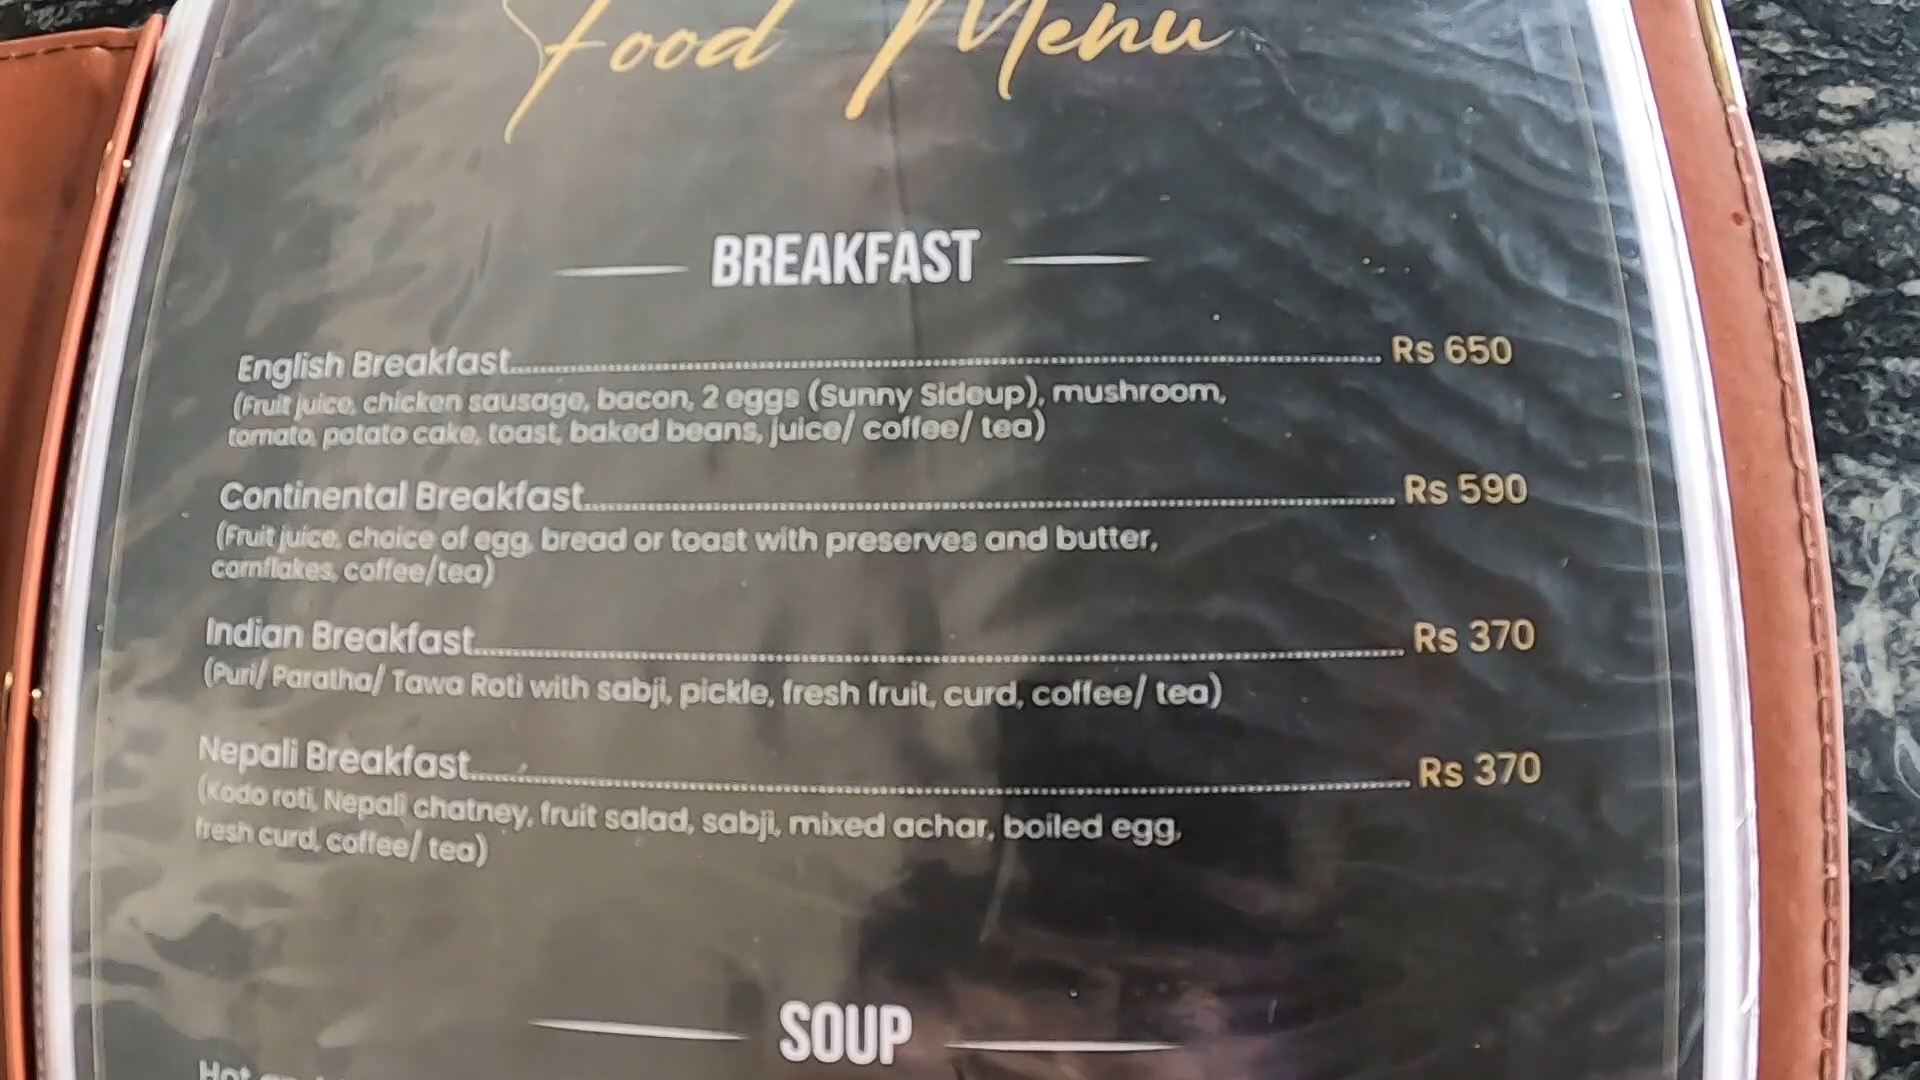 Food Menu
BREAKFAST
English Breakfast........................Rs 650
(Fruit juice, chicken sausage, bacon, 2 eggs (Sunny Sideup), mushroom,
tomato, potato cake, toast, baked beans, juice/ coffee/ tea)
Continental Breakfast........................Rs 590
(Fruit juice, choice of egg, bread or toast with preserves and butter,
cornflakes, coffee/tea)
Indian Breakfast........................Rs 370
(Puri/ Paratha/ Tawa Roti with sabji, pickle, fresh fruit, curd, coffee/ tea)
Nepali Breakfast........................Rs 370
(Kodo roti, Nepali chatney, fruit salad, sabji, mixed achar, boiled egg,
fresh curd, coffee/ tea)
SOUP
Hot